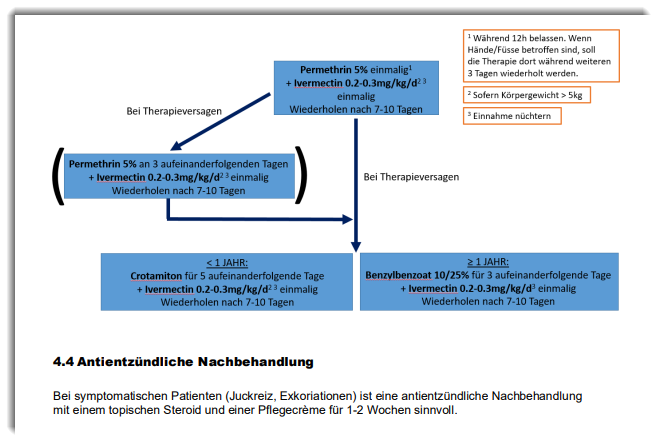 ¹ Während 12h belassen. Wenn
Hände/Füsse betroffen sind, soll
die Therapie dort während weiteren
3 Tagen wiederholt werden.
² Sofern Körpergewicht > 5kg
³ Einnahme nüchtern
Permethrin 5% einmalig¹
+ Ivermectin 0.2-0.3mg/kg/d² ³
einmalig
Wiederholen nach 7-10 Tagen
Bei Therapieversagen
Permethrin 5% an 3 aufeinanderfolgenden Tagen
+ Ivermectin 0.2-0.3mg/kg/d² ³ einmalig
Wiederholen nach 7-10 Tagen
Bei Therapieversagen
< 1 JAHR:
Crotamiton für 5 aufeinanderfolgende Tage
+ Ivermectin 0.2-0.3mg/kg/d² ³ einmalig
Wiederholen nach 7-10 Tagen
≥ 1 JAHR:
Benzylbenzoat 10/25% für 3 aufeinanderfolgende Tage
+ Ivermectin 0.2-0.3mg/kg/d³ einmalig
Wiederholen nach 7-10 Tagen
4.4 Antientzündliche Nachbehandlung
Bei symptomatischen Patienten (Juckreiz, Exkoriationen) ist eine antientzündliche Nachbehandlung
mit einem topischen Steroid und einer Pflegecrème für 1-2 Wochen sinnvoll.